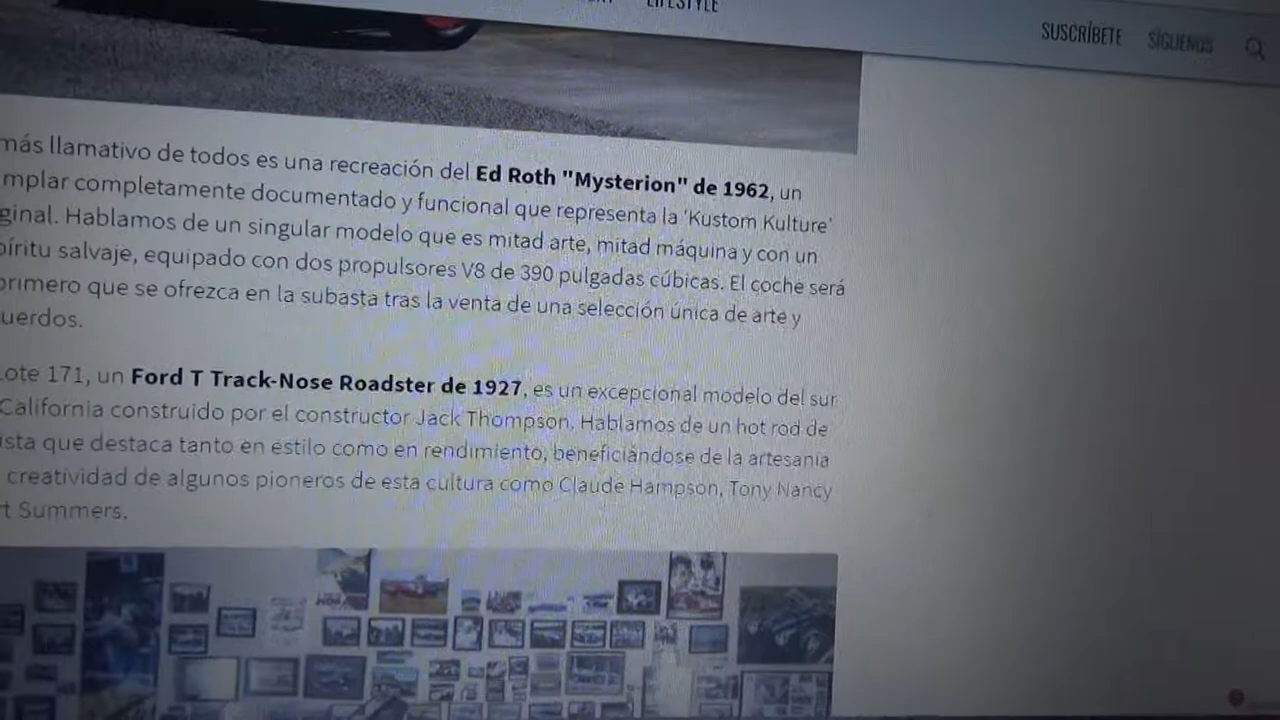 LIFESTYLE
SUSCRÍBETE SÍGUENOS
más llamativo de todos es una recreación del Ed Roth "Mysterion" de 1962, un
mplar completamente documentado y funcional que representa la 'Kustom Kulture'
ginal. Hablamos de un singular modelo que es mitad arte, mitad máquina y con un
píritu salvaje, equipado con dos propulsores V8 de 390 pulgadas cúbicas. El coche será
primero que se ofrezca en la subasta tras la venta de una selección única de arte y
uerdos.
Lote 171, un Ford T Track-Nose Roadster de 1927, es un excepcional modelo del sur
California construido por el constructor Jack Thompson. Hablamos de un hot rod de
ista que destaca tanto en estilo como en rendimiento, beneficiándose de la artesanía
creatividad de algunos pioneros de esta cultura como Claude Hampson, Tony Nancy
t Summers.